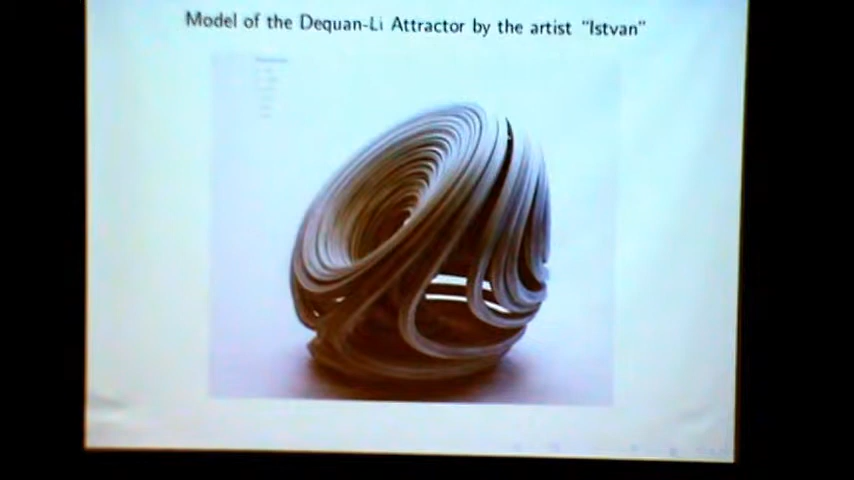 Model of the Dequan-Li Attractor by the artist "Istvan"